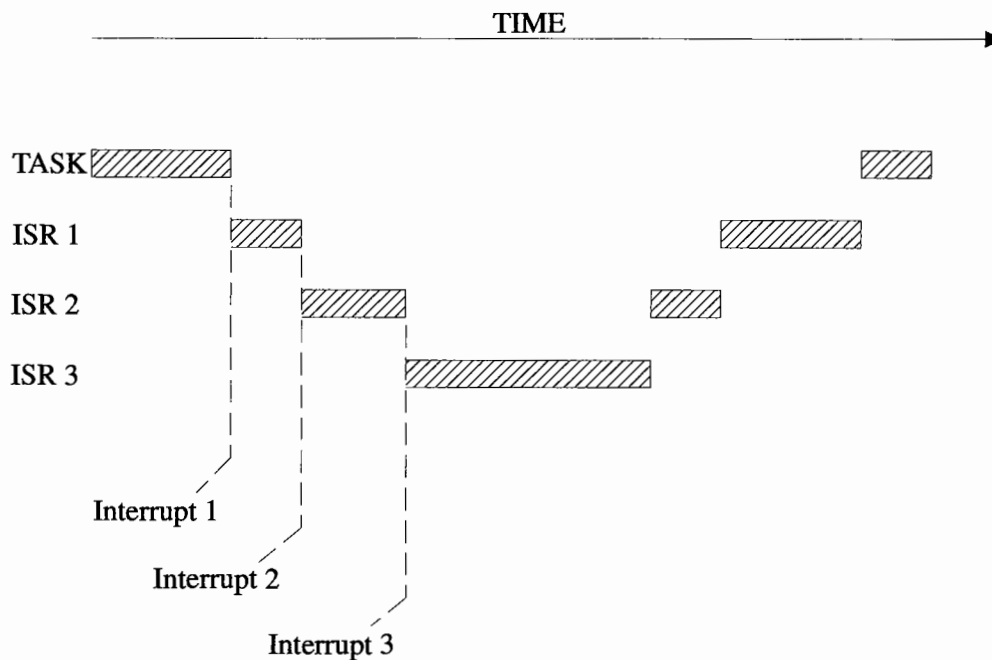 TIME
TASK
ISR 1
ISR 2
ISR 3
Interrupt 1
Interrupt 2
Interrupt 3